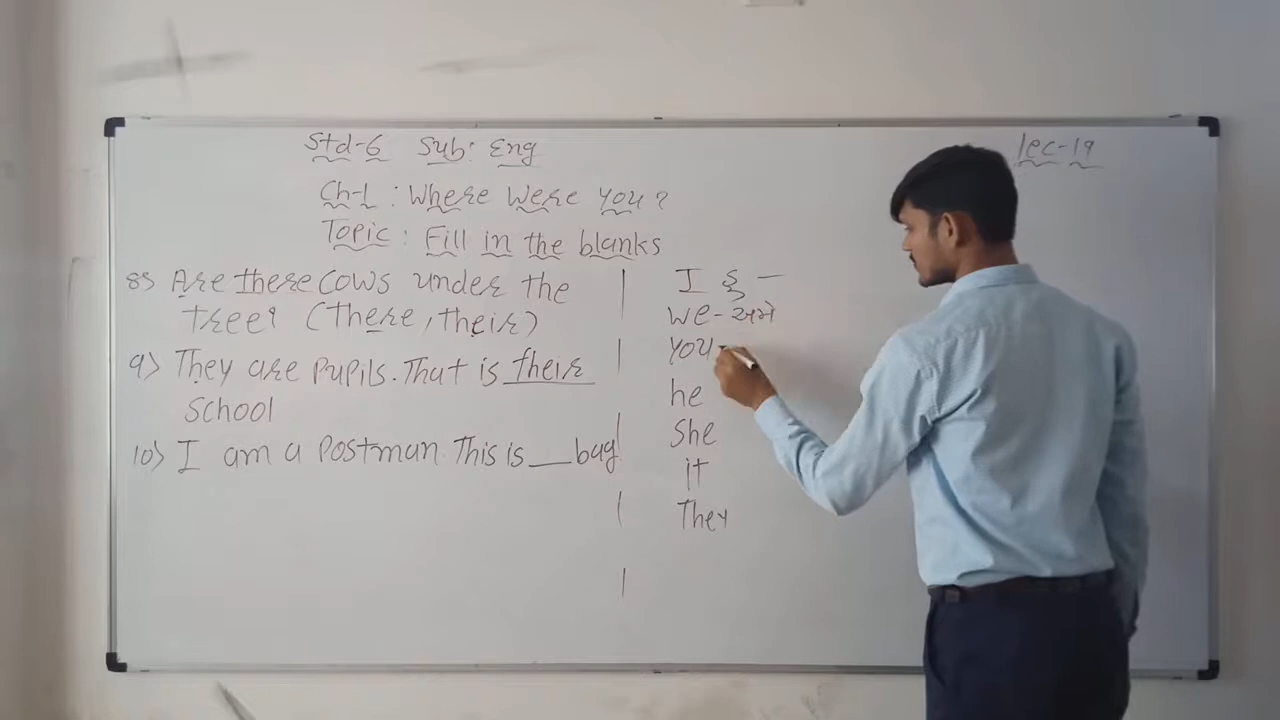 Std-6 Sub: Eng
lec-19
Ch-1 : Where Were You?
Topic : Fill in the blanks
8) Are there cows under the
tree? (there, their)
9) They are pupils. That is their
School
10) I am a postman. This is __ bag
I હું —
we - અમે
you -
he
She
it
They